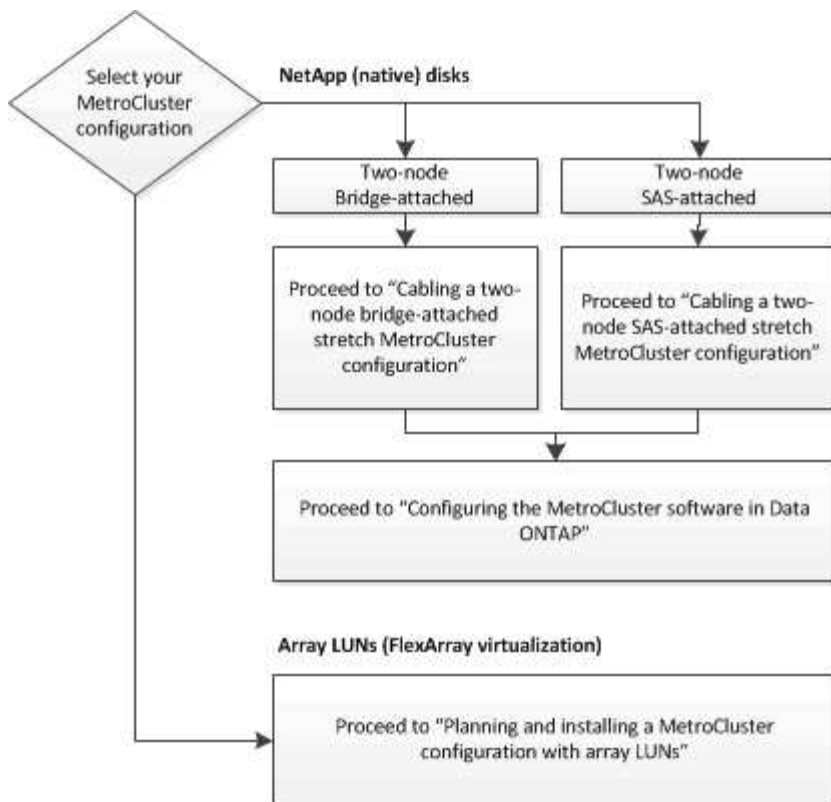 Select your
MetroCluster
configuration
NetApp (native) disks
Two-node
Bridge-attached
Two-node
SAS-attached
Proceed to “Cabling a two-
node bridge-attached
stretch MetroCluster
configuration”
Proceed to “Cabling a two-
node SAS-attached stretch
MetroCluster configuration”
Proceed to “Configuring the MetroCluster software in Data
ONTAP”
Array LUNs (FlexArray virtualization)
Proceed to “Planning and installing a MetroCluster
configuration with array LUNs”